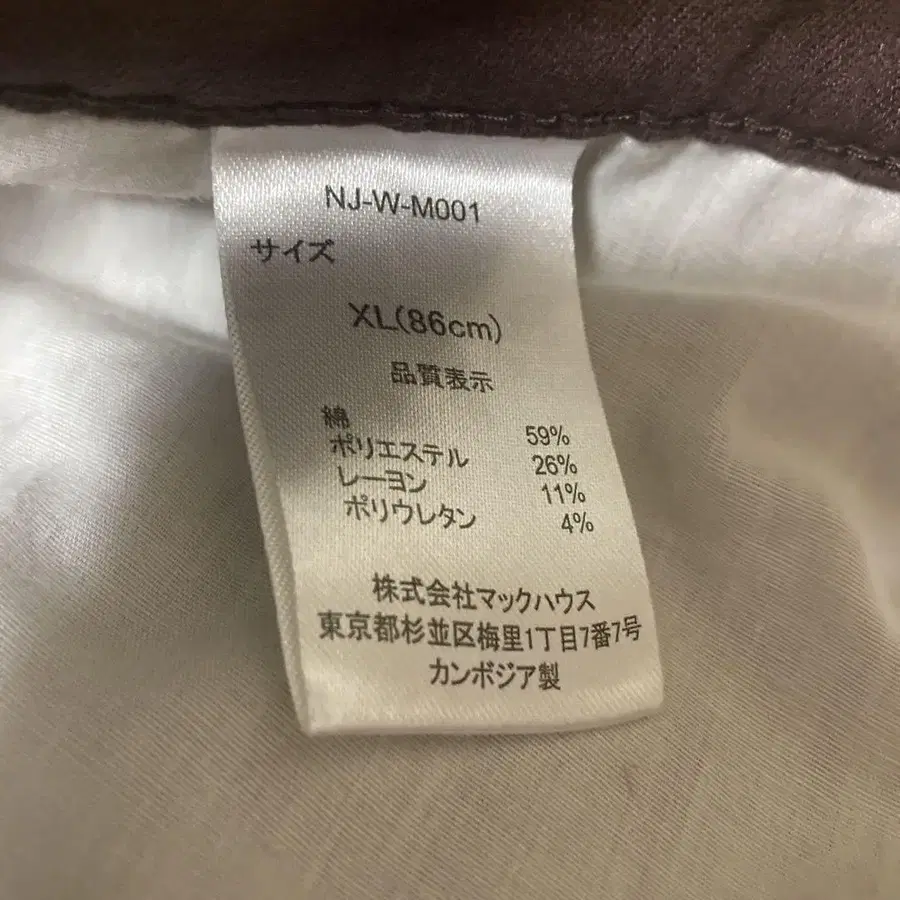 NJ-W-M001
サイズ
XL(86cm)
品質表示
綿 59%
ポリエステル 26%
レーヨン 11%
ポリウレタン 4%
株式会社マックハウス
東京都杉並区梅里1丁目7番7号
カンボジア製